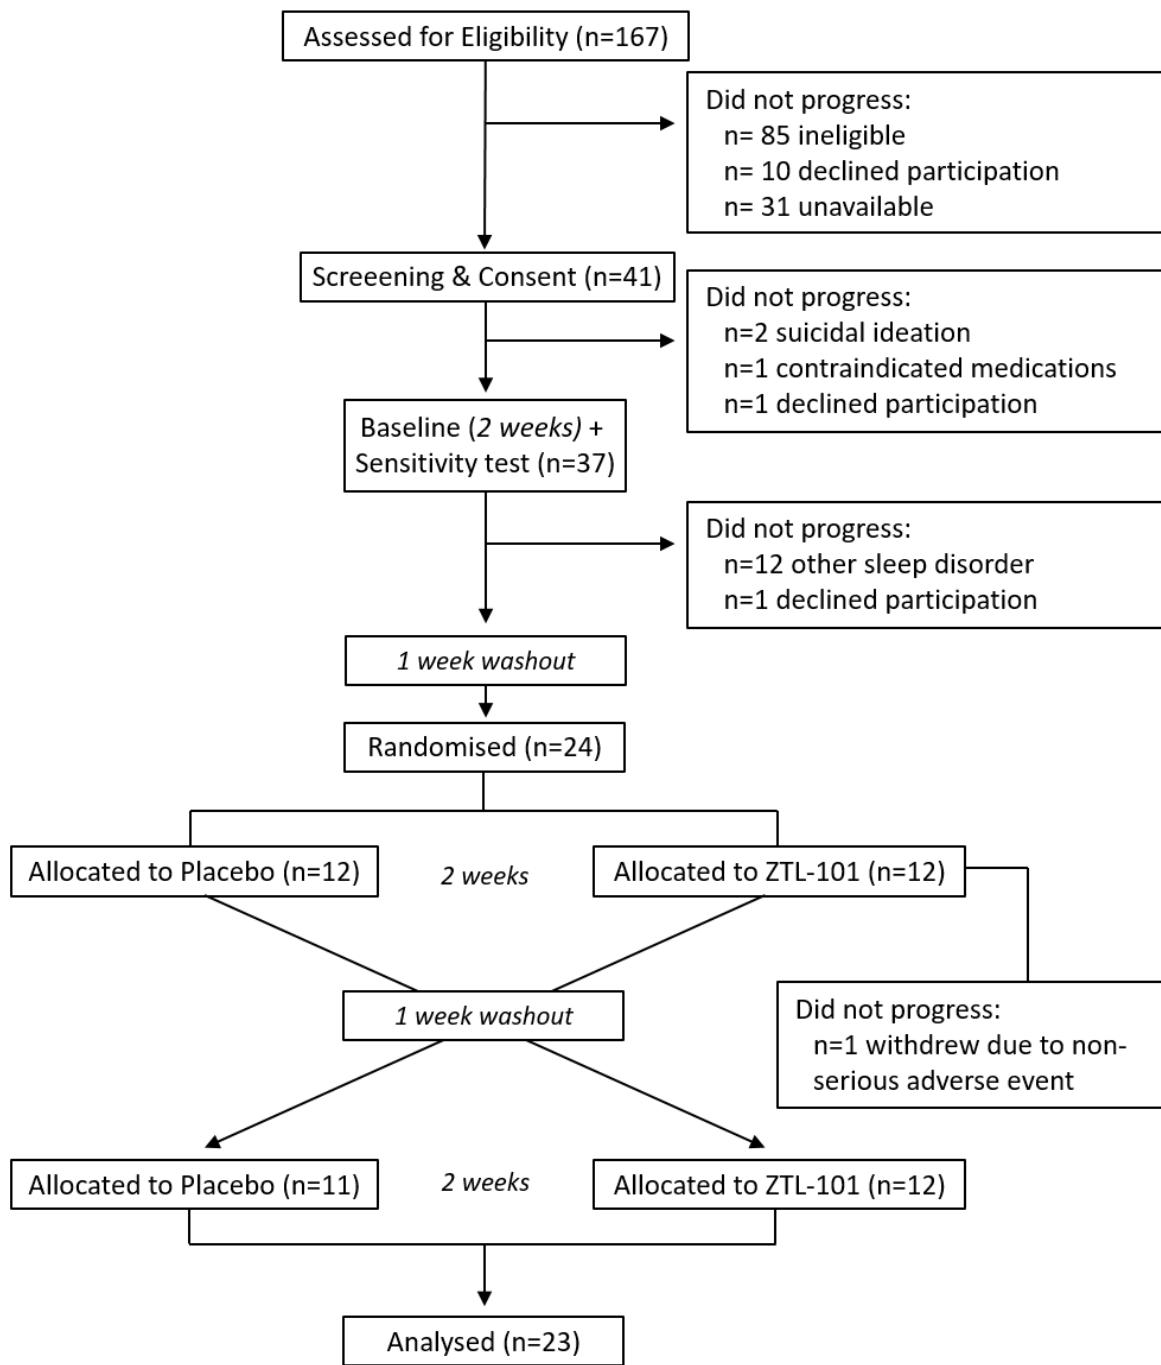 Assessed for Eligibility (n=167)
Did not progress:
n= 85 ineligible
n= 10 declined participation
n= 31 unavailable
Screeening & Consent (n=41)
Did not progress:
n=2 suicidal ideation
n=1 contraindicated medications
n=1 declined participation
Baseline (2 weeks) +
Sensitivity test (n=37)
Did not progress:
n=12 other sleep disorder
n=1 declined participation
1 week washout
Randomised (n=24)
Allocated to Placebo (n=12)
2 weeks
Allocated to ZTL-101 (n=12)
1 week washout
Did not progress:
n=1 withdrew due to non-
serious adverse event
Allocated to Placebo (n=11)
2 weeks
Allocated to ZTL-101 (n=12)
Analysed (n=23)